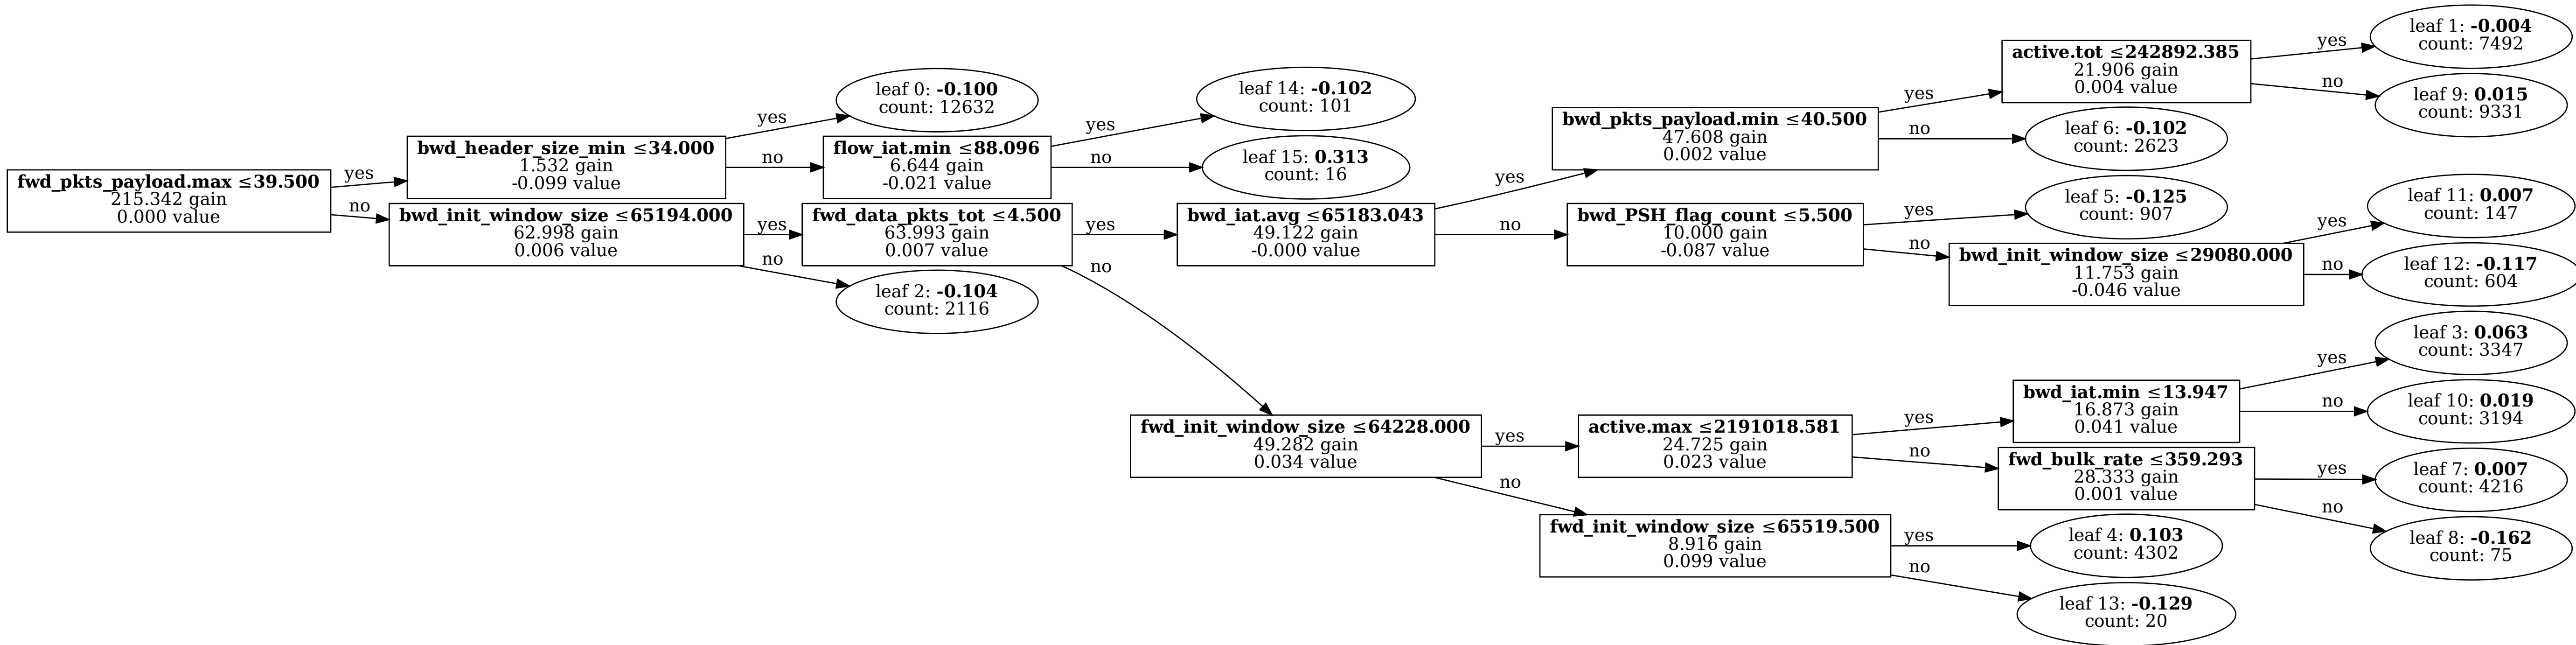 fwd_pkts_payload.max ≤39.500
215.342 gain
0.000 value
yes
no
bwd_header_size_min ≤34.000
1.532 gain
-0.099 value
yes
no
bwd_init_window_size ≤65194.000
62.998 gain
0.006 value
yes
no
leaf 0: -0.100
count: 12632
flow_iat.min ≤88.096
6.644 gain
-0.021 value
yes
no
fwd_data_pkts_tot ≤4.500
63.993 gain
0.007 value
yes
no
leaf 2: -0.104
count: 2116
leaf 14: -0.102
count: 101
leaf 15: 0.313
count: 16
bwd_iat.avg ≤65183.043
49.122 gain
-0.000 value
yes
no
fwd_init_window_size ≤64228.000
49.282 gain
0.034 value
yes
no
bwd_pkts_payload.min ≤40.500
47.608 gain
0.002 value
yes
no
bwd_PSH_flag_count ≤5.500
10.000 gain
-0.087 value
yes
no
active.max ≤2191018.581
24.725 gain
0.023 value
yes
no
fwd_init_window_size ≤65519.500
8.916 gain
0.099 value
yes
no
active.tot ≤242892.385
21.906 gain
0.004 value
yes
no
leaf 6: -0.102
count: 2623
leaf 5: -0.125
count: 907
bwd_init_window_size ≤29080.000
11.753 gain
-0.046 value
yes
no
bwd_iat.min ≤13.947
16.873 gain
0.041 value
yes
no
fwd_bulk_rate ≤359.293
28.333 gain
0.001 value
yes
no
leaf 4: 0.103
count: 4302
leaf 13: -0.129
count: 20
leaf 1: -0.004
count: 7492
leaf 9: 0.015
count: 9331
leaf 11: 0.007
count: 147
leaf 12: -0.117
count: 604
leaf 3: 0.063
count: 3347
leaf 10: 0.019
count: 3194
leaf 7: 0.007
count: 4216
leaf 8: -0.162
count: 75